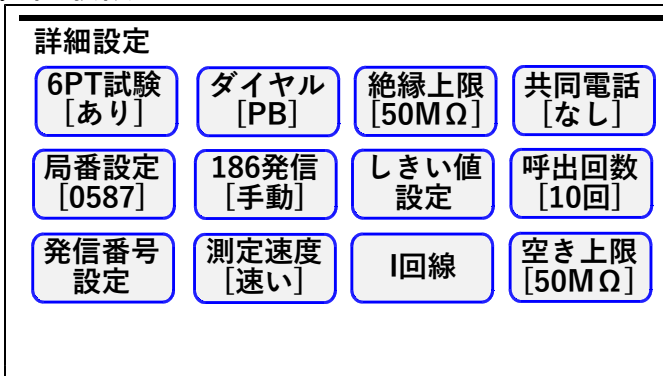 詳細設定
6PT試験
[あり]
ダイヤル
[PB]
絶縁上限
[50MΩ]
共同電話
[なし]
局番設定
[0587]
186発信
[手動]
しきい値
設定
呼出回数
[10回]
発信番号
設定
測定速度
[速い]
I回線
空き上限
[50MΩ]